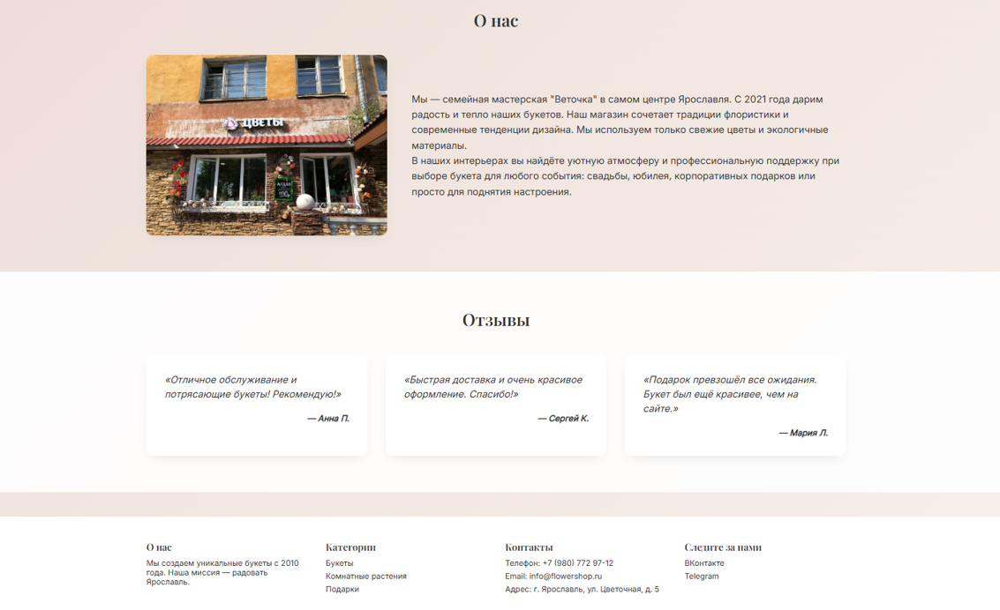 О нас
ЦВЕТЫ
Мы — семейная мастерская "Веточка" в самом центре Ярославля. С 2021 года дарим
радость и тепло наших букетов. Наш магазин сочетает традиции флористики и
современные тенденции дизайна. Мы используем только свежие цветы и экологичные
материалы.
В наших интерьерах вы найдёте уютную атмосферу и профессиональную поддержку при
выборе букета для любого события: свадьбы, юбилея, корпоративных подарков или
просто для поднятия настроения.
Отзывы
«Отличное обслуживание и
потрясающие букеты! Рекомендую!»
— Анна П.
«Быстрая доставка и очень красивое
оформление. Спасибо!»
— Сергей К.
«Подарок превзошёл все ожидания.
Букет был ещё красивее, чем на
сайте.»
— Мария Л.
О нас
Мы создаем уникальные букеты с 2010
года. Наша миссия — радовать
Ярославль.
Категории
Букеты
Комнатные растения
Подарки
Контакты
Телефон: +7 (980) 772 97-12
Email: info@flowershop.ru
Адрес: г. Ярославль, ул. Цветочная, д. 5
Следите за нами
ВКонтакте
Telegram